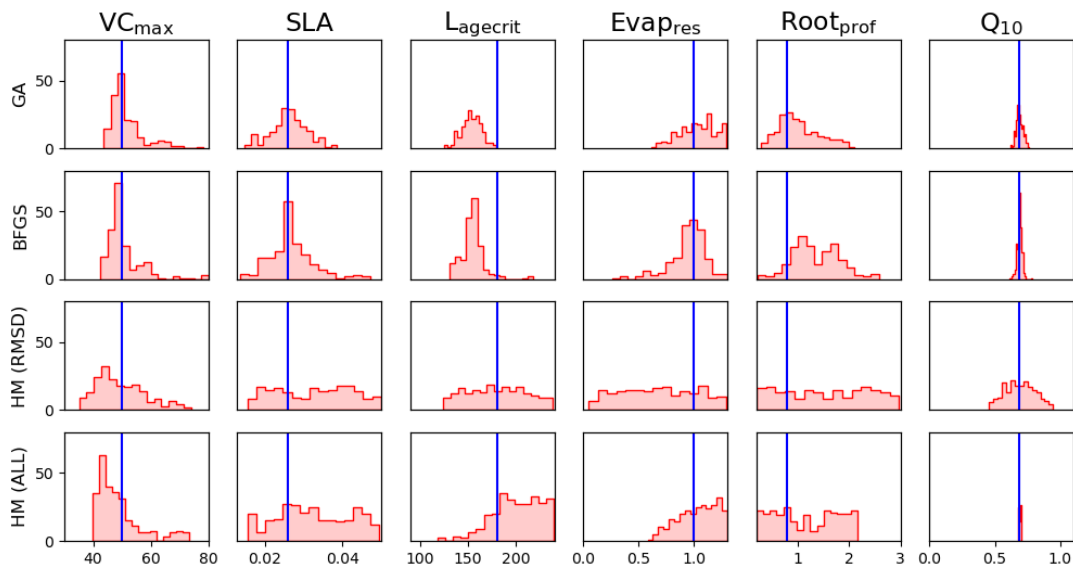 VCmax SLA Lagecrit Evapres Rootprof Q10
GA 50 0
BFGS 50 0
HM (RMSD) 50 0
HM (ALL) 50 0
40 60 80 0.02 0.04 100 150 200 0.0 0.5 1.0 1 2 3 0.0 0.5 1.0